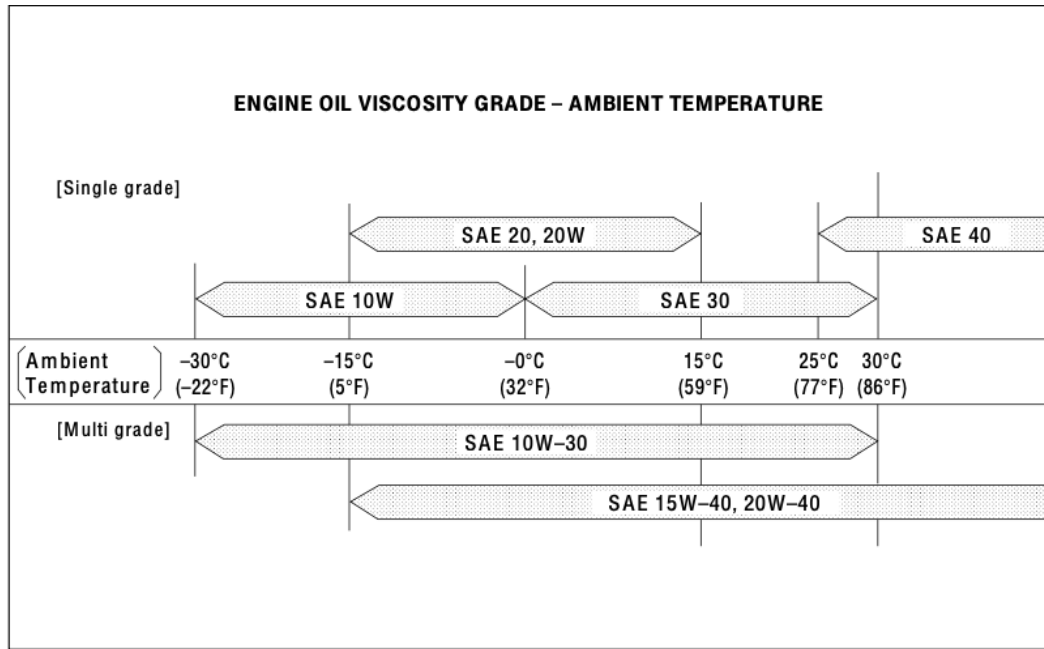 ENGINE OIL VISCOSITY GRADE – AMBIENT TEMPERATURE
[Single grade]
SAE 20, 20W
SAE 40
SAE 10W
SAE 30
Ambient Temperature
–30°C –15°C –0°C 15°C 25°C 30°C
(–22°F) (5°F) (32°F) (59°F) (77°F) (86°F)
[Multi grade]
SAE 10W–30
SAE 15W–40, 20W–40